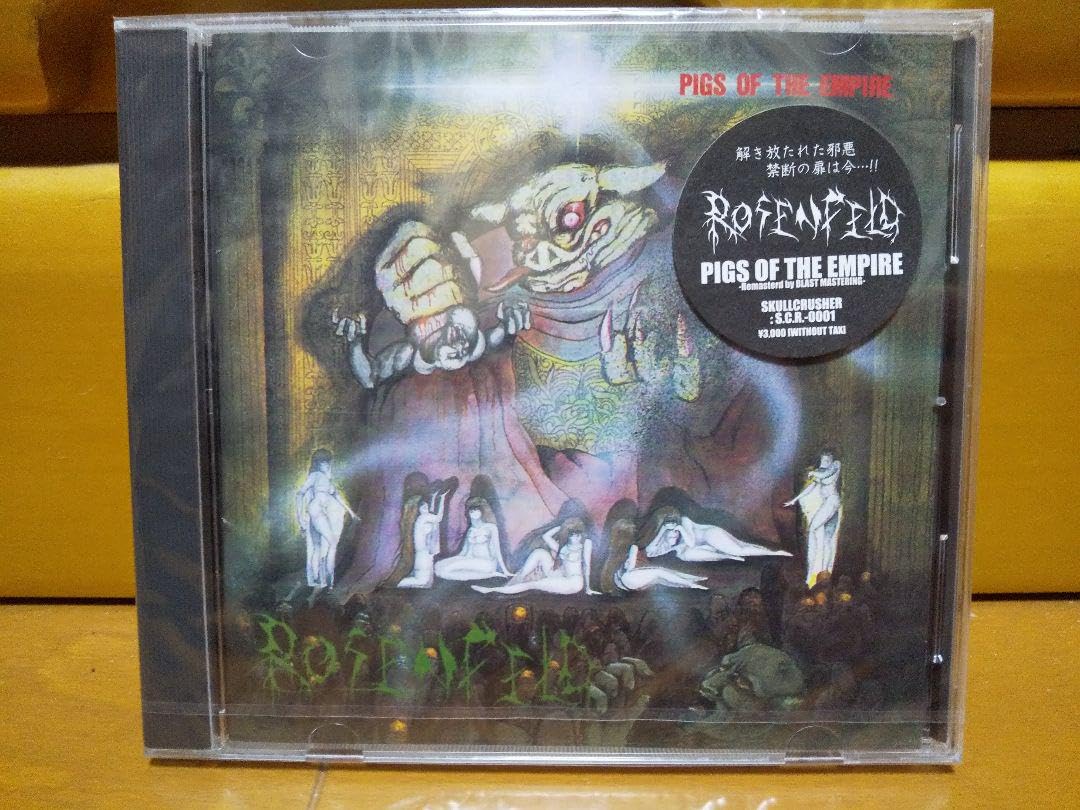 PIGS OF THE EMPIRE
解き放たれた邪悪
禁断の扉は今…!!
ROSENFELD
PIGS OF THE EMPIRE
-Remasterd by BLAST MASTERING-
SKULLCRUSHER
: S.C.R.-0001
¥3,000 [WITHOUT TAX]
ROSENFELD